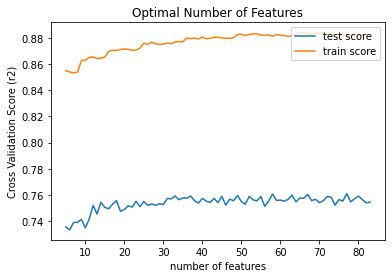 Optimal Number of Features
test score
train score
Cross Validation Score (r2)
0.88
0.86
0.84
0.82
0.80
0.78
0.76
0.74
10 20 30 40 50 60 70 80
number of features